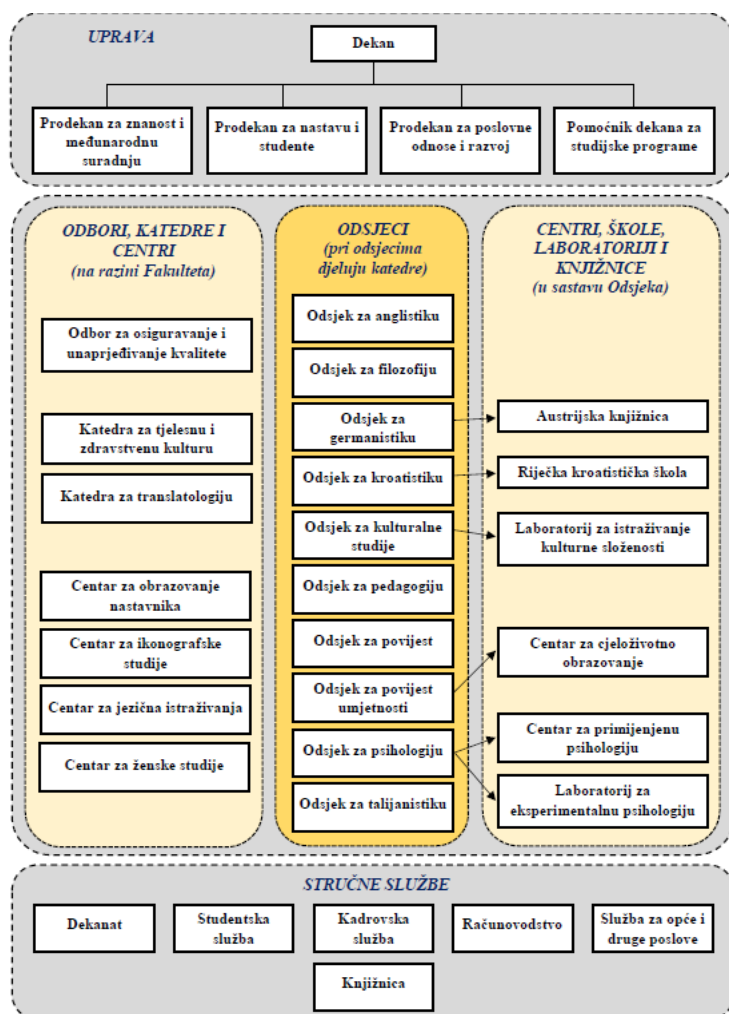 UPRAVA
Dekan
Prodekan za znanost i
međunarodnu
suradnju
Prodekan za nastavu i
studente
Prodekan za poslovne
odnose i razvoj
Pomoćnik dekana za
studijske programe
ODBORI, KATEDRE I
CENTRI
(na razini Fakulteta)
Odbor za osiguravanje i
unaprjeđivanje kvalitete
Katedra za tjelesnu i
zdravstvenu kulturu
Katedra za translatologiju
Centar za obrazovanje
nastavnika
Centar za ikonografske
studije
Centar za jezična istraživanja
Centar za ženske studije
ODSJECI
(pri odsjecima
djeluju katedre)
Odsjek za anglistiku
Odsjek za filozofiju
Odsjek za
germanistiku
Odsjek za kroatistiku
Odsjek za kulturalne
studije
Odsjek za pedagogiju
Odsjek za povijest
Odsjek za povijest
umjetnosti
Odsjek za psihologiju
Odsjek za talijanistiku
CENTRI, ŠKOLE,
LABORATORIJI I
KNJIŽNICE
(u sastavu Odsjeka)
Austrijska knjižnica
Riječka kroatistička škola
Laboratorij za istraživanje
kulturne složenosti
Centar za cjeloživotno
obrazovanje
Centar za primijenjenu
psihologiju
Laboratorij za
eksperimentalnu psihologiju
STRUČNE SLUŽBE
Dekanat
Studentska
služba
Kadrovska
služba
Računovodstvo
Služba za opće i
druge poslove
Knjižnica